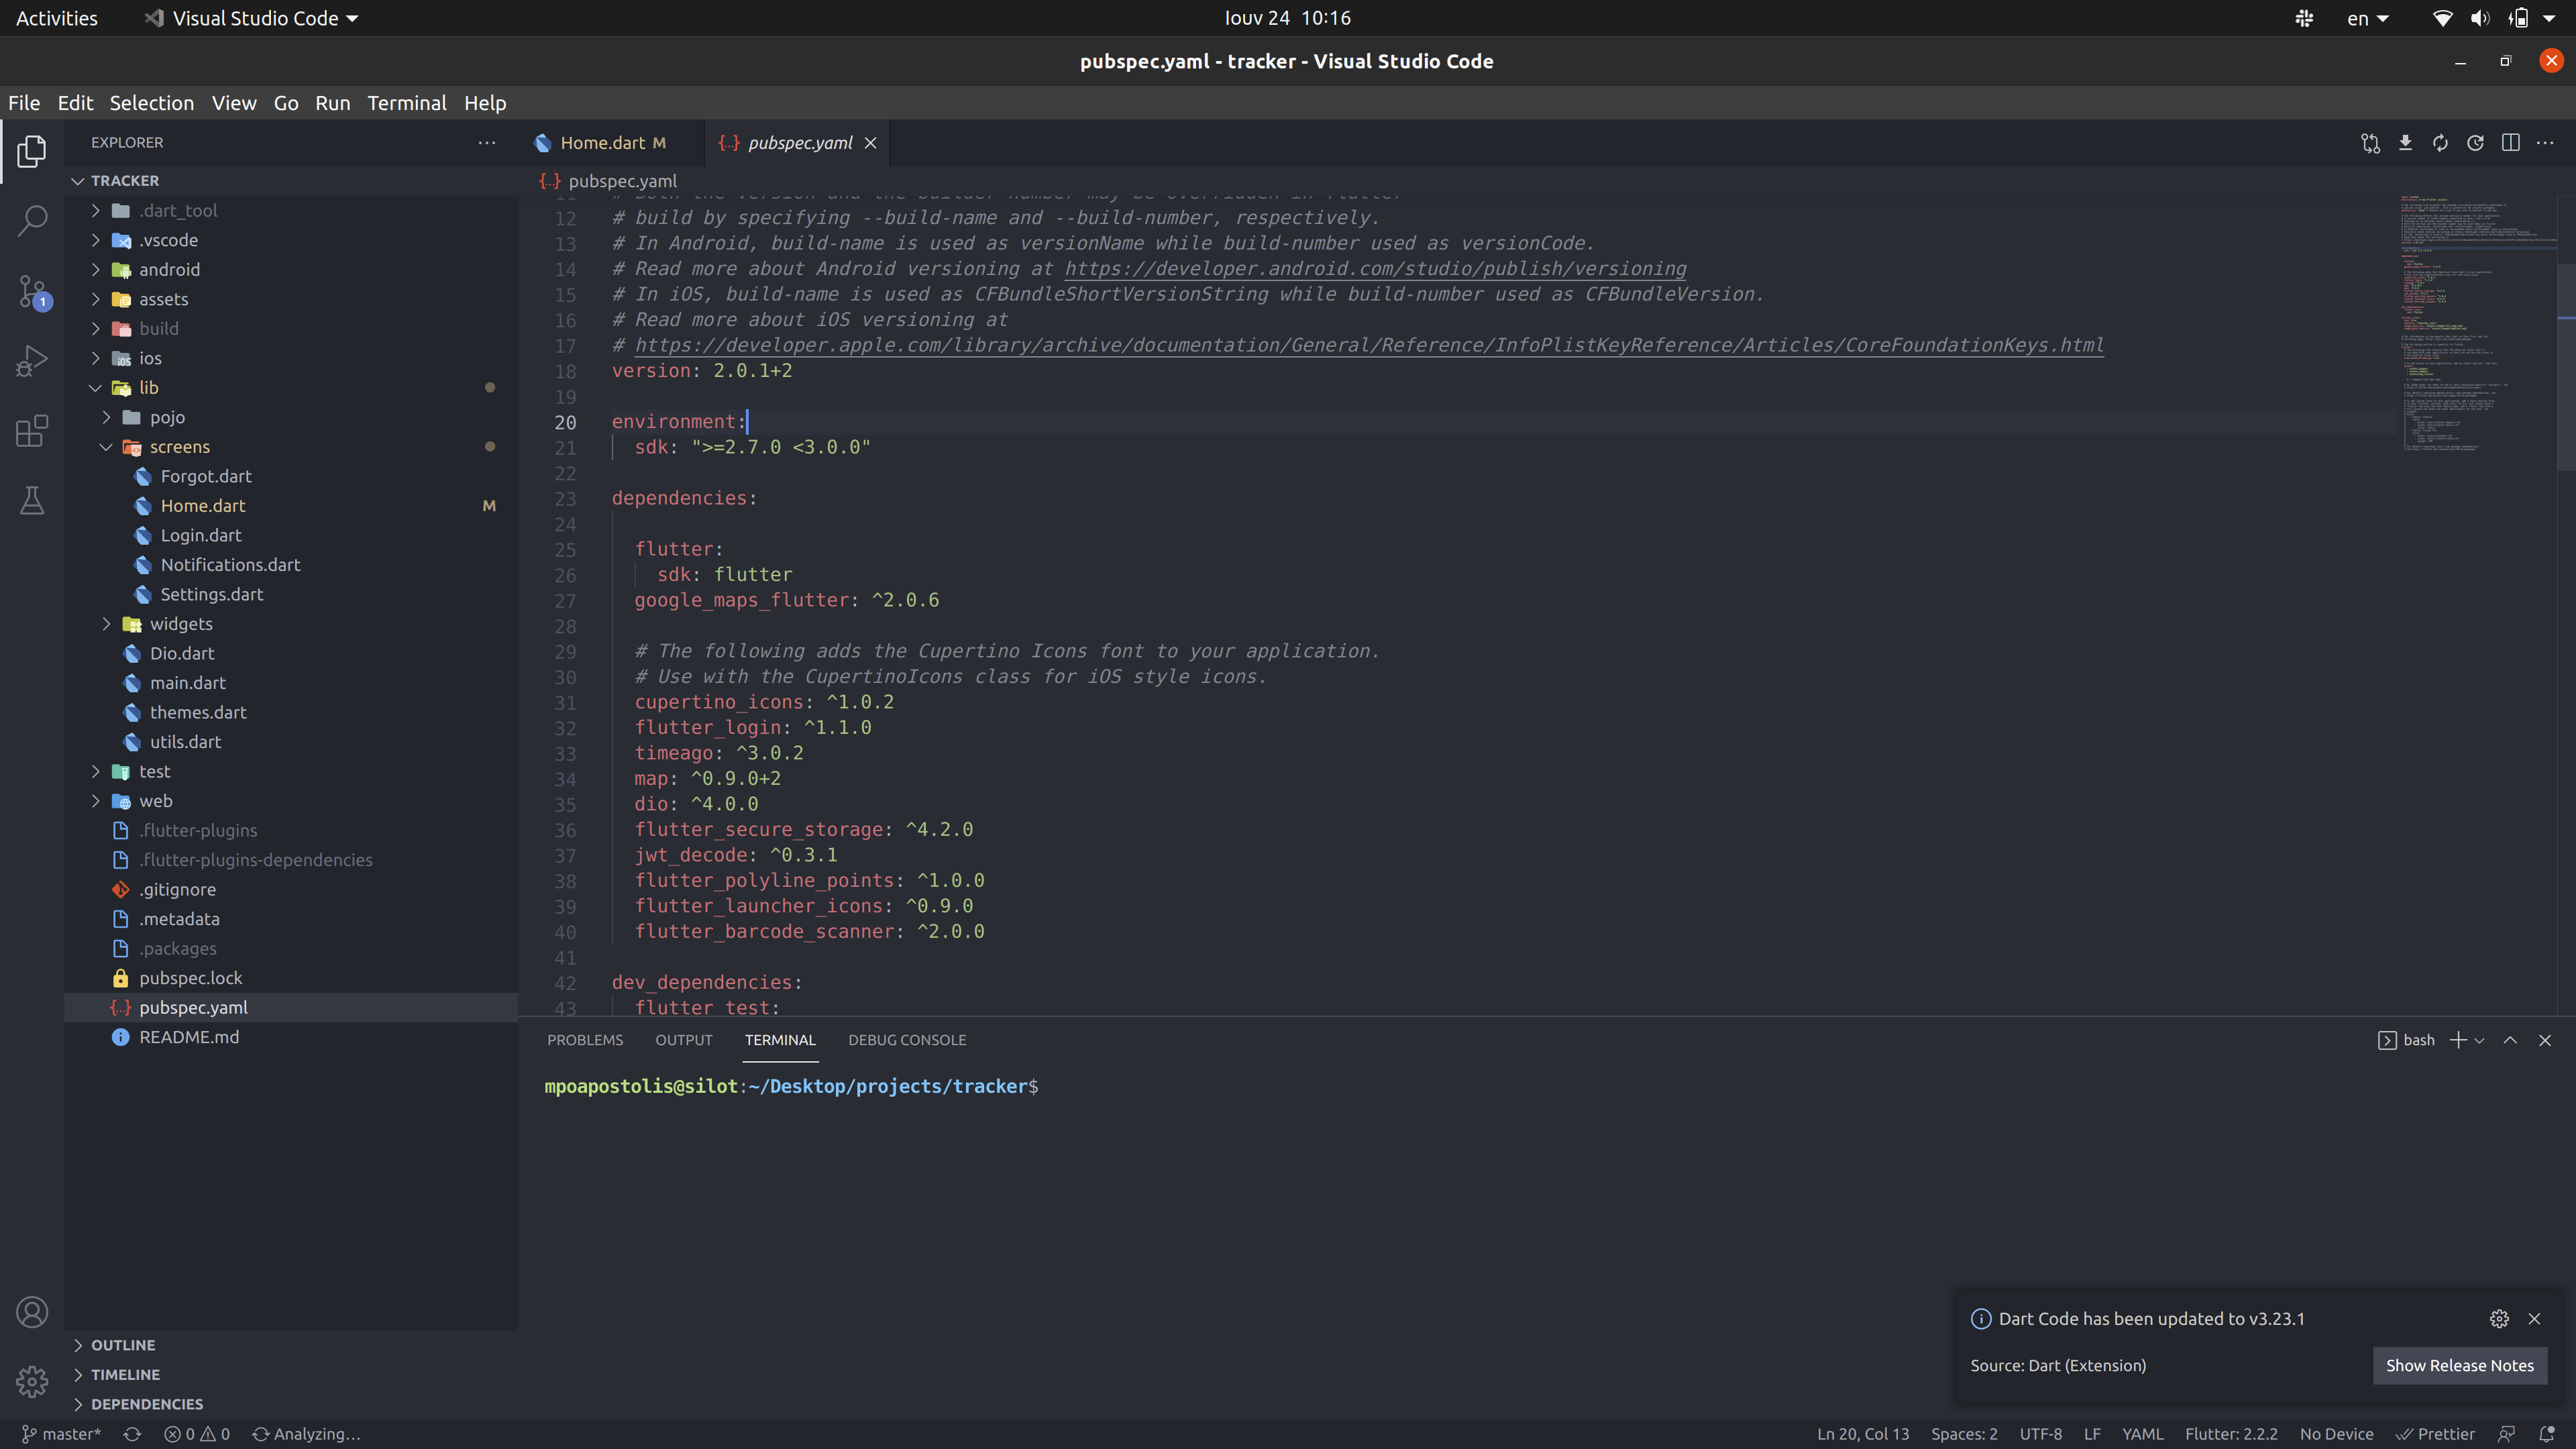 Activities
Visual Studio Code
Ιουν 24 10:16
en
pubspec.yaml - tracker - Visual Studio Code
File Edit Selection View Go Run Terminal Help
EXPLORER
Home.dart M
pubspec.yaml
TRACKER
.dart_tool
.vscode
android
assets
build
ios
lib
pojo
screens
Forgot.dart
Home.dart M
Login.dart
Notifications.dart
Settings.dart
widgets
Dio.dart
main.dart
themes.dart
utils.dart
test
web
.flutter-plugins
.flutter-plugins-dependencies
.gitignore
.metadata
.packages
pubspec.lock
pubspec.yaml
README.md
OUTLINE
TIMELINE
DEPENDENCIES
1
pubspec.yaml
11 # Both the version and the builder number may be overridden in flutter
12 # build by specifying --build-name and --build-number, respectively.
13 # In Android, build-name is used as versionName while build-number used as versionCode.
14 # Read more about Android versioning at https://developer.android.com/studio/publish/versioning
15 # In iOS, build-name is used as CFBundleShortVersionString while build-number used as CFBundleVersion.
16 # Read more about iOS versioning at
17 # https://developer.apple.com/library/archive/documentation/General/Reference/InfoPlistKeyReference/Articles/CoreFoundationKeys.html
18 version: 2.0.1+2
19
20 environment:
21 sdk: ">=2.7.0 <3.0.0"
22
23 dependencies:
24
25 flutter:
26 sdk: flutter
27 google_maps_flutter: ^2.0.6
28
29 # The following adds the Cupertino Icons font to your application.
30 # Use with the CupertinoIcons class for iOS style icons.
31 cupertino_icons: ^1.0.2
32 flutter_login: ^1.1.0
33 timeago: ^3.0.2
34 map: ^0.9.0+2
35 dio: ^4.0.0
36 flutter_secure_storage: ^4.2.0
37 jwt_decode: ^0.3.1
38 flutter_polyline_points: ^1.0.0
39 flutter_launcher_icons: ^0.9.0
40 flutter_barcode_scanner: ^2.0.0
41
42 dev_dependencies:
43 flutter_test:
PROBLEMS OUTPUT TERMINAL DEBUG CONSOLE
bash
mpoapostolis@silot:~/Desktop/projects/tracker$
Dart Code has been updated to v3.23.1
Source: Dart (Extension)
Show Release Notes
master* 0 0 Analyzing…
Ln 20, Col 13 Spaces: 2 UTF-8 LF YAML Flutter: 2.2.2 No Device Prettier